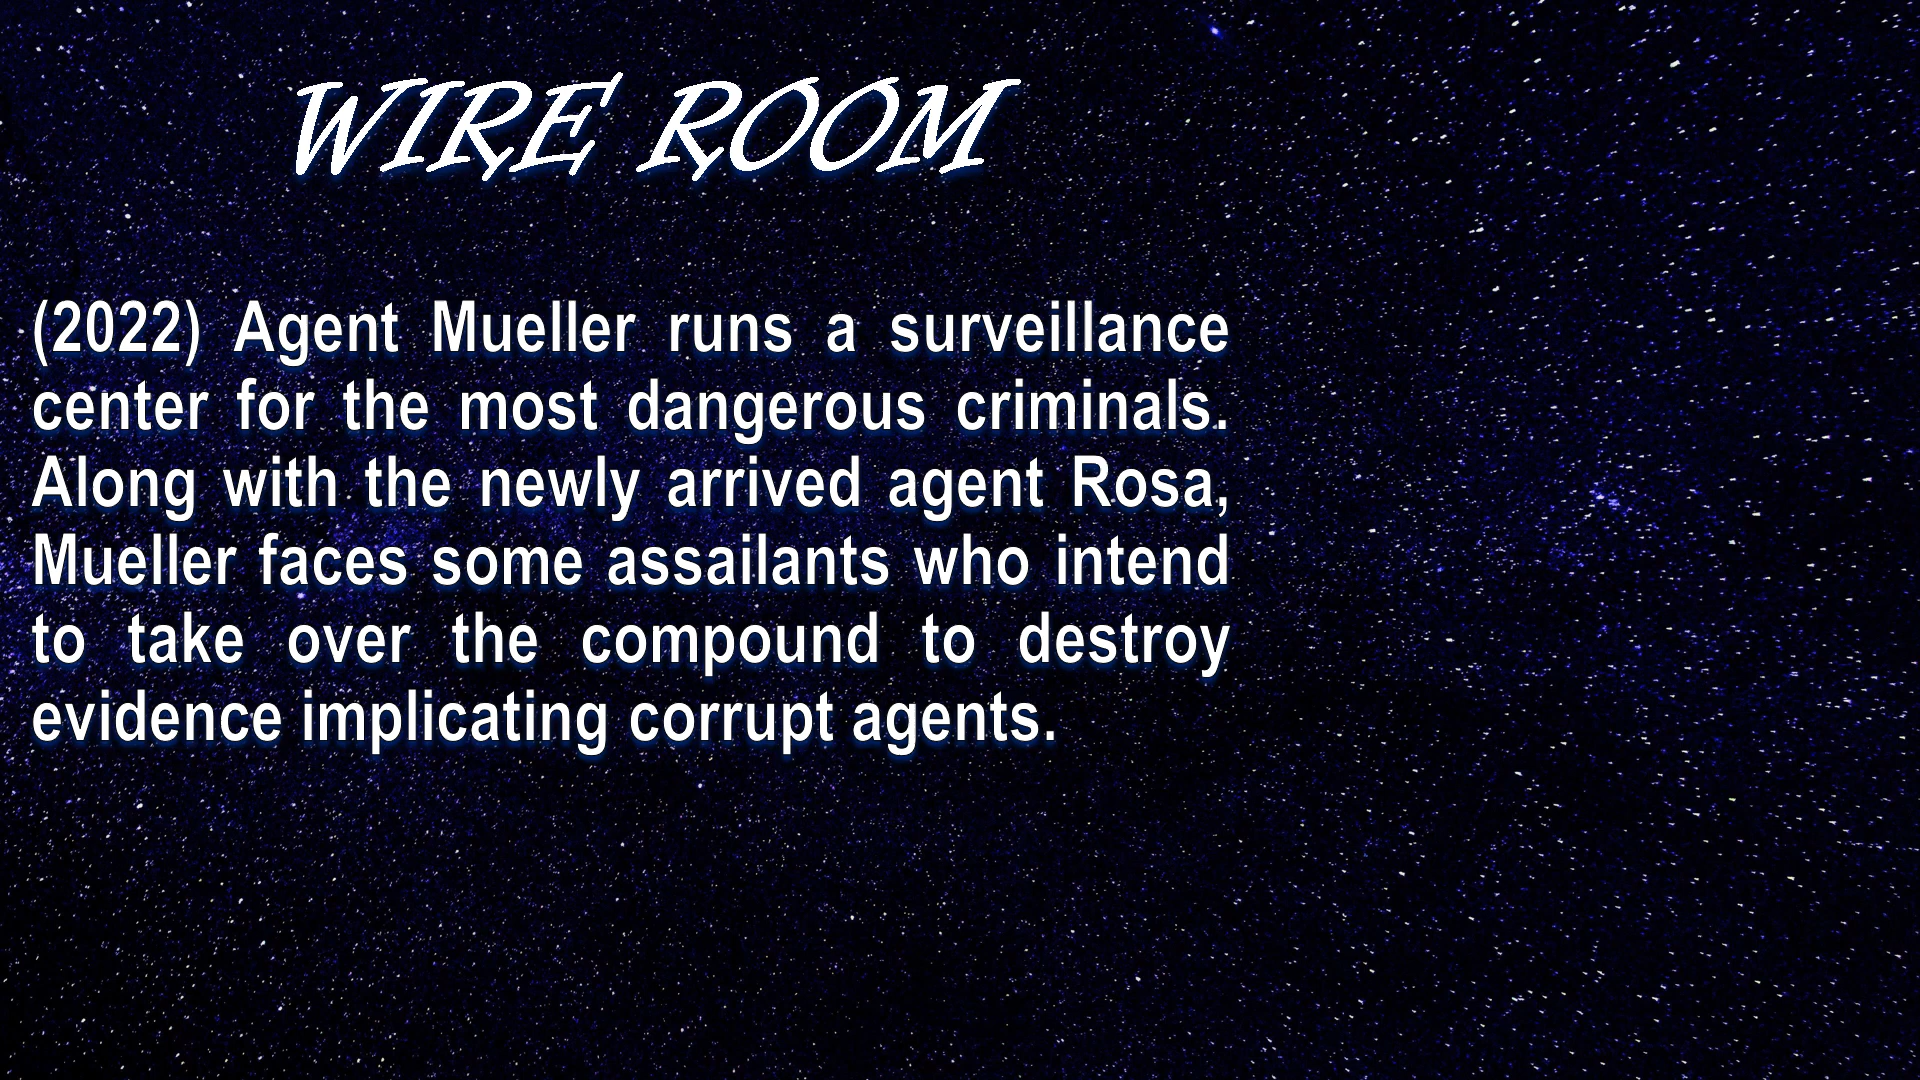 WIRE ROOM
(2022) Agent Mueller runs a surveillance
center for the most dangerous criminals.
Along with the newly arrived agent Rosa,
Mueller faces some assailants who intend
to take over the compound to destroy
evidence implicating corrupt agents.